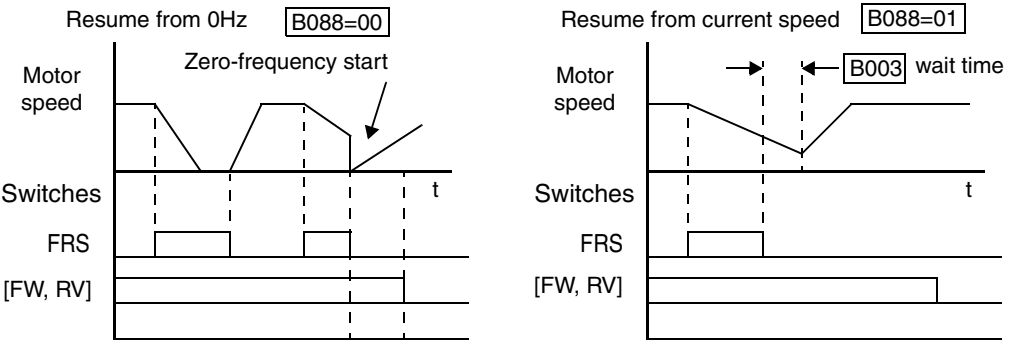 Resume from 0Hz B088=00
Zero-frequency start
Motor
speed
t
Switches
FRS
[FW, RV]
Resume from current speed B088=01
B003 wait time
Motor
speed
t
Switches
FRS
[FW, RV]